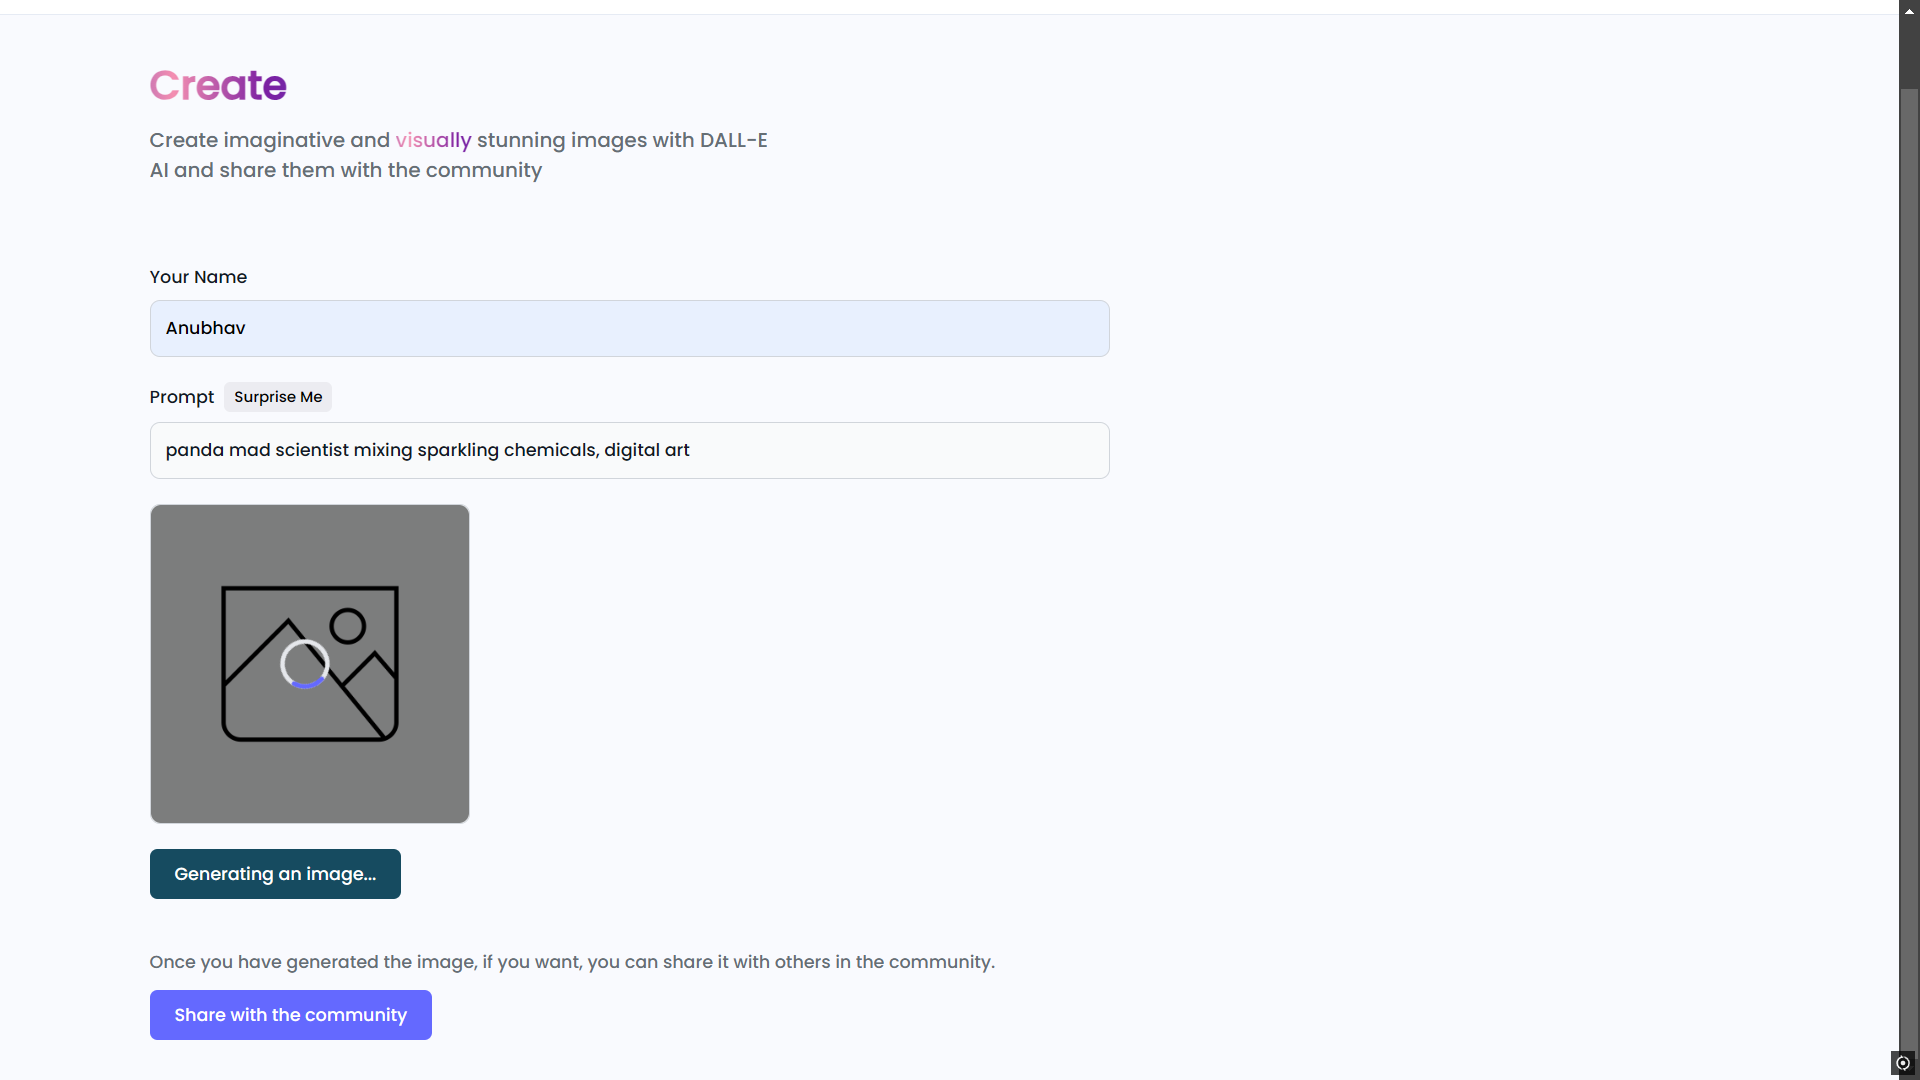 Create
Create imaginative and visually stunning images with DALL-E
AI and share them with the community
Your Name
Anubhav
Prompt Surprise Me
panda mad scientist mixing sparkling chemicals, digital art
Generating an image...
Once you have generated the image, if you want, you can share it with others in the community.
Share with the community